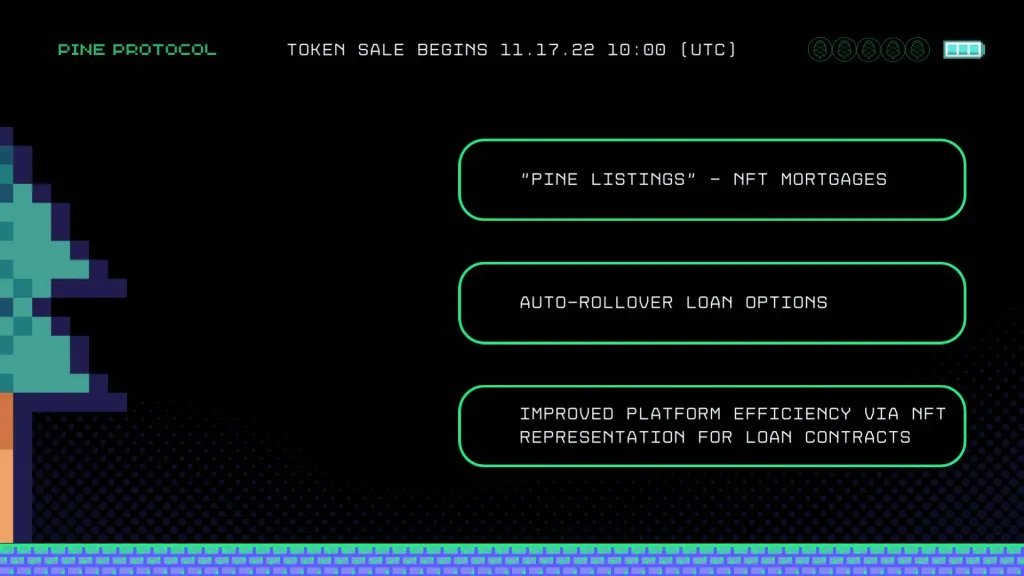 PINE PROTOCOL
TOKEN SALE BEGINS 11.17.22 10:00 (UTC)
"PINE LISTINGS" - NFT MORTGAGES
AUTO-ROLLOVER LOAN OPTIONS
IMPROVED PLATFORM EFFICIENCY VIA NFT
REPRESENTATION FOR LOAN CONTRACTS